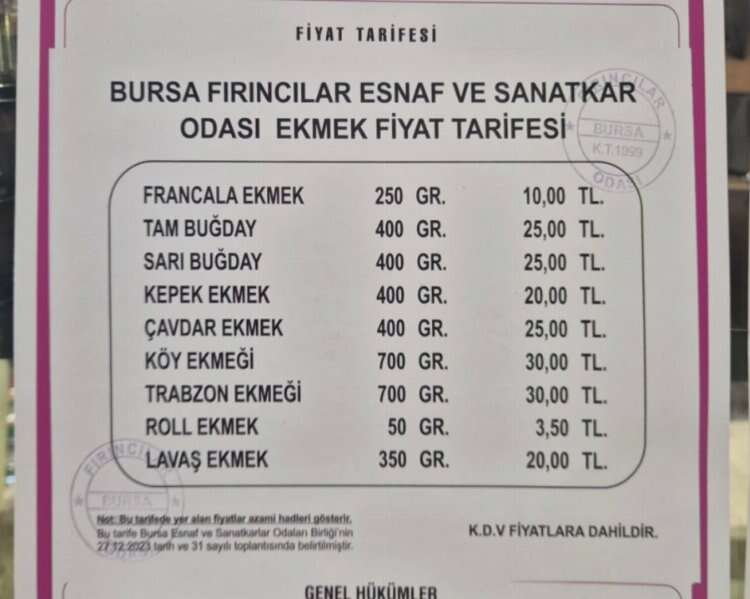 FİYAT TARİFESİ
BURSA FIRINCILAR ESNAF VE SANATKAR
ODASI EKMEK FİYAT TARİFESİ
FIRINCILAR
BURSA
K.T.1999
ODASI
FRANCALA EKMEK 250 GR. 10,00 TL.
TAM BUĞDAY 400 GR. 25,00 TL.
SARI BUĞDAY 400 GR. 25,00 TL.
KEPEK EKMEK 400 GR. 20,00 TL.
ÇAVDAR EKMEK 400 GR. 25,00 TL.
KÖY EKMEĞİ 700 GR. 30,00 TL.
TRABZON EKMEĞİ 700 GR. 30,00 TL.
ROLL EKMEK 50 GR. 3,50 TL.
LAVAŞ EKMEK 350 GR. 20,00 TL.
FIRINCILAR
BURSA
ODASI
Not: Bu tarifede yer alan fiyatlar azami hadleri gösterir.
Bu tarife Bursa Esnaf ve Sanatkarlar Odaları Birliği'nin
27.12.2023 tarih ve 31 sayılı toplantısında belirtilmiştir.
K.D.V FİYATLARA DAHİLDİR.
GENEL HÜKÜMLER